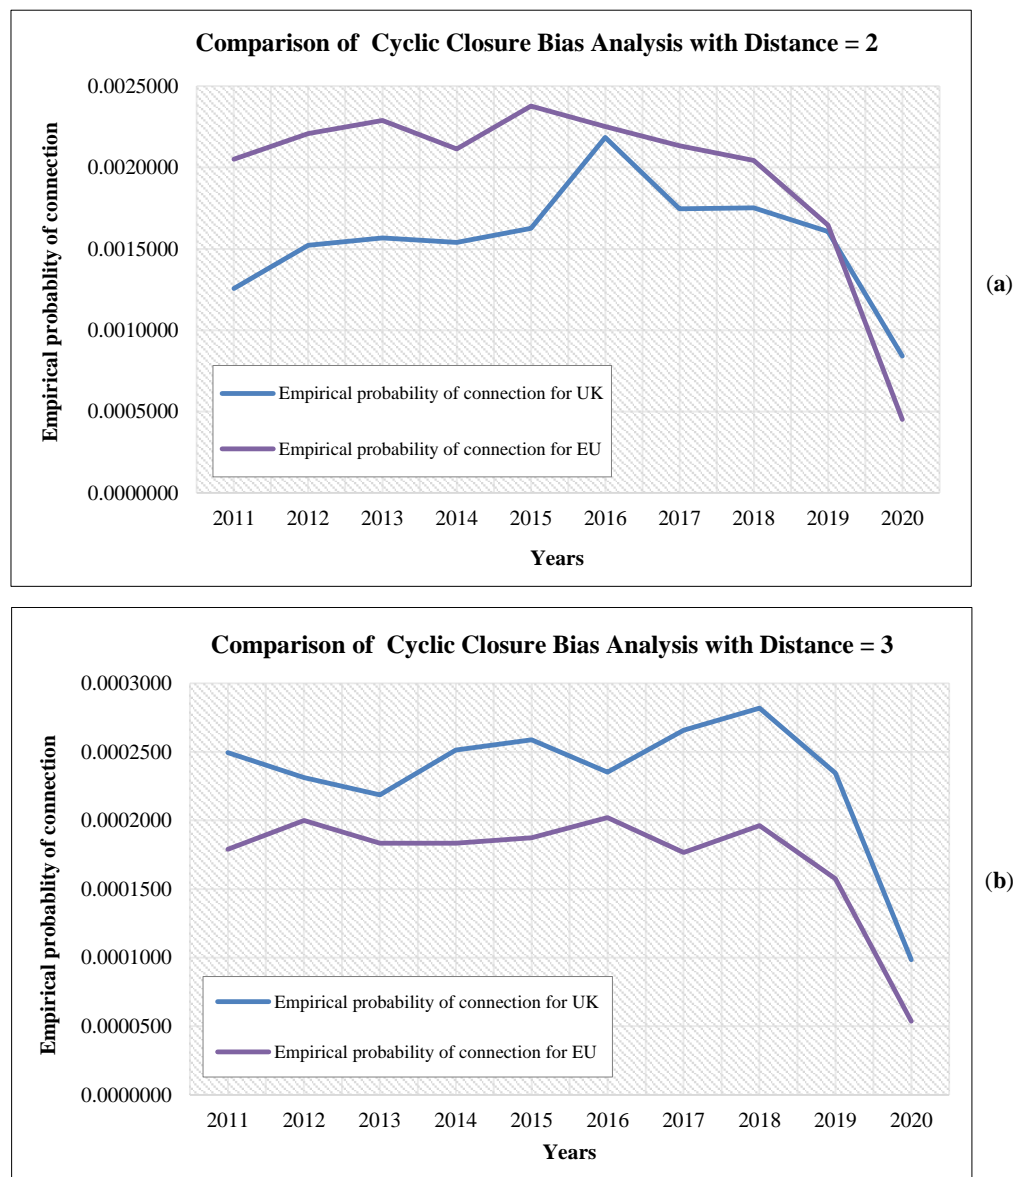 Comparison of Cyclic Closure Bias Analysis with Distance = 2
Empirical probablity of connection
0.0025000
0.0020000
0.0015000
0.0010000
0.0005000
0.0000000
Empirical probability of connection for UK
Empirical probability of connection for EU
2011 2012 2013 2014 2015 2016 2017 2018 2019 2020
Years
(a)
Comparison of Cyclic Closure Bias Analysis with Distance = 3
Empirical probablity of connection
0.0003000
0.0002500
0.0002000
0.0001500
0.0001000
0.0000500
0.0000000
Empirical probability of connection for UK
Empirical probability of connection for EU
2011 2012 2013 2014 2015 2016 2017 2018 2019 2020
Years
(b)